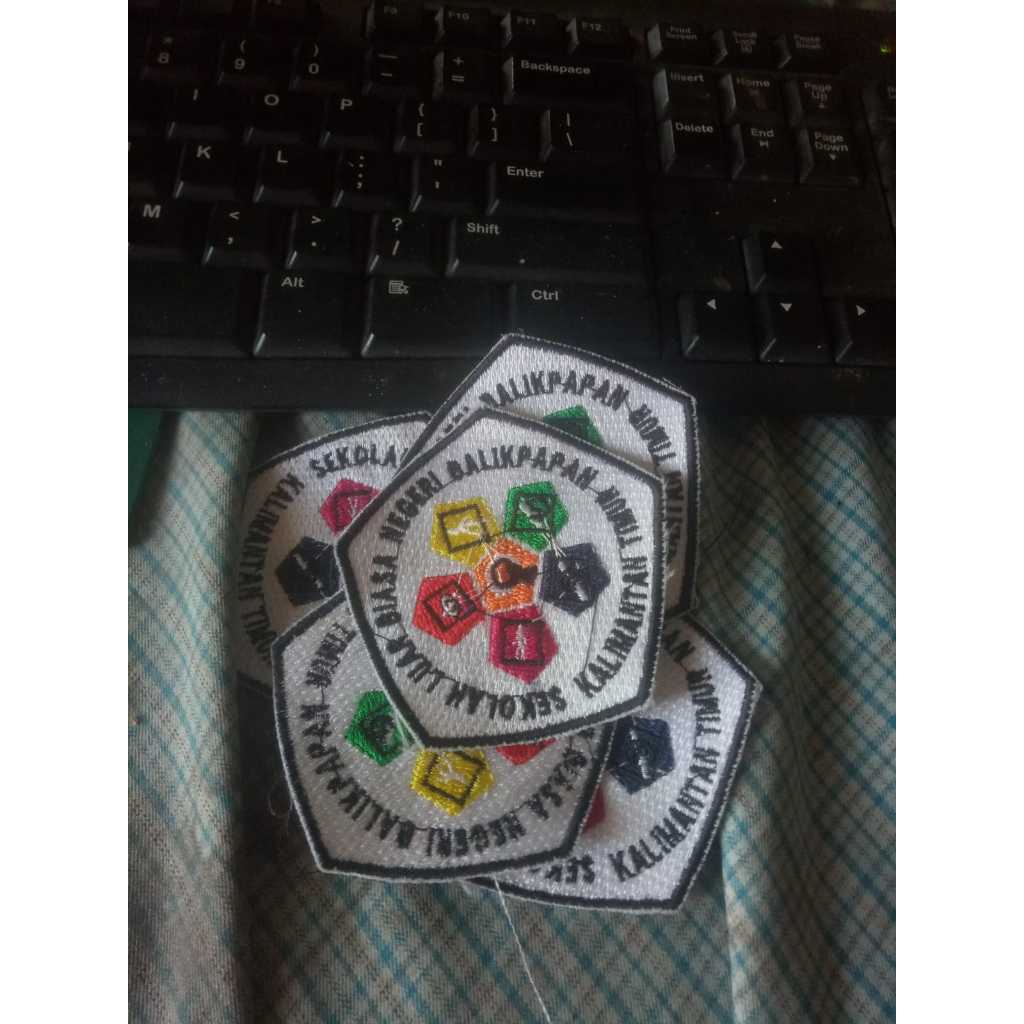 F9 F10 F11 F12 Print Screen Scroll Lock Pause Break
* 8 ( 9 ) 0 — - + = Backspace Insert Home Page Up
I O P { [ } ] | \ Delete End Page Down
K L : ; " ' Enter
M < , > . ? / Shift
Alt Ctrl
BALIKPAPAN TIMUR
SEKOLAH LUAR BIASA NEGERI BALIKPAPAN
KALIMANTAN TIMUR
KALIMANTAN
NEGERI BALIKPAPAN
TIMUR
KALIMANTAN TIMUR